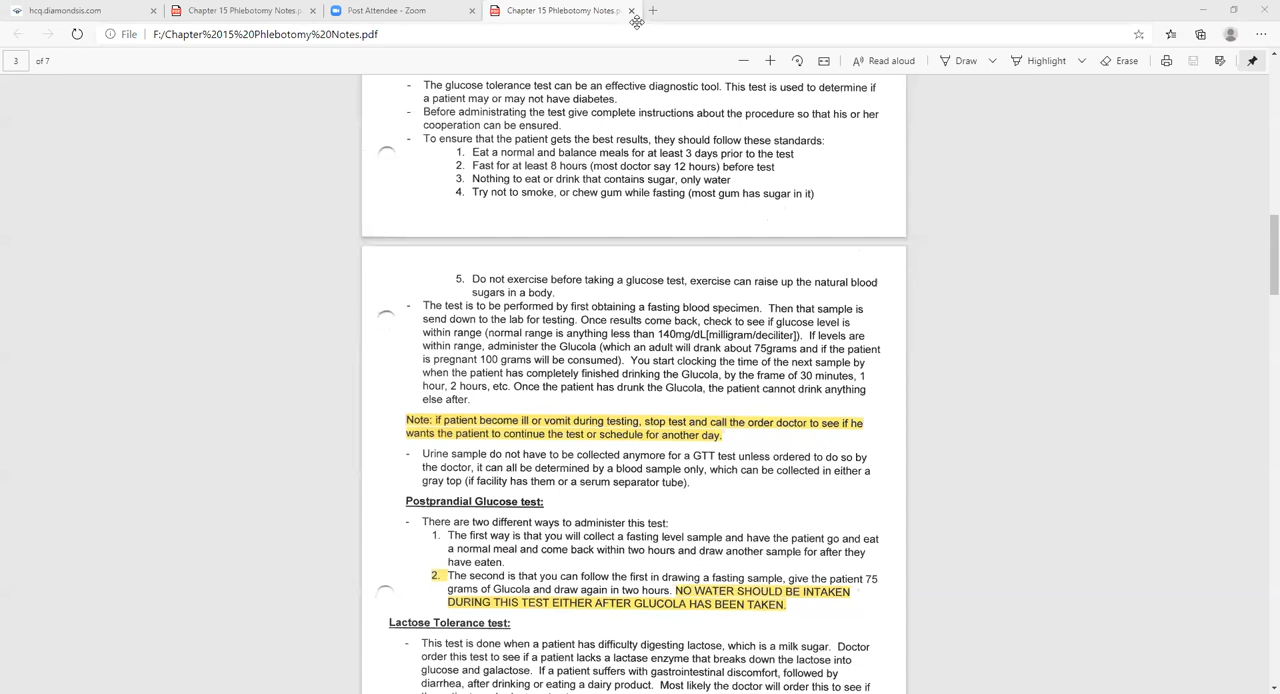 hcq.diamondsis.com
Chapter 15 Phlebotomy Notes.p
Post Attendee - Zoom
Chapter 15 Phlebotomy Notes.p
File F:/Chapter%2015%20Phlebotomy%20Notes.pdf
3 of 7
Read aloud Draw Highlight Erase
- The glucose tolerance test can be an effective diagnostic tool. This test is used to determine if
a patient may or may not have diabetes.
- Before administrating the test give complete instructions about the procedure so that his or her
cooperation can be ensured.
- To ensure that the patient gets the best results, they should follow these standards:
1. Eat a normal and balance meals for at least 3 days prior to the test
2. Fast for at least 8 hours (most doctor say 12 hours) before test
3. Nothing to eat or drink that contains sugar, only water
4. Try not to smoke, or chew gum while fasting (most gum has sugar in it)
5. Do not exercise before taking a glucose test, exercise can raise up the natural blood
sugars in a body.
- The test is to be performed by first obtaining a fasting blood specimen. Then that sample is
send down to the lab for testing. Once results come back, check to see if glucose level is
within range (normal range is anything less than 140mg/dL[milligram/deciliter]). If levels are
within range, administer the Glucola (which an adult will drank about 75grams and if the patient
is pregnant 100 grams will be consumed). You start clocking the time of the next sample by
when the patient has completely finished drinking the Glucola, by the frame of 30 minutes, 1
hour, 2 hours, etc. Once the patient has drunk the Glucola, the patient cannot drink anything
else after.
Note: if patient become ill or vomit during testing, stop test and call the order doctor to see if he
wants the patient to continue the test or schedule for another day.
- Urine sample do not have to be collected anymore for a GTT test unless ordered to do so by
the doctor, it can all be determined by a blood sample only, which can be collected in either a
gray top (if facility has them or a serum separator tube).
Postprandial Glucose test:
- There are two different ways to administer this test:
1. The first way is that you will collect a fasting level sample and have the patient go and eat
a normal meal and come back within two hours and draw another sample for after they
have eaten.
2. The second is that you can follow the first in drawing a fasting sample, give the patient 75
grams of Glucola and draw again in two hours. NO WATER SHOULD BE INTAKEN
DURING THIS TEST EITHER AFTER GLUCOLA HAS BEEN TAKEN.
Lactose Tolerance test:
- This test is done when a patient has difficulty digesting lactose, which is a milk sugar. Doctor
order this test to see if a patient lacks a lactase enzyme that breaks down the lactose into
glucose and galactose. If a patient suffers with gastrointestinal discomfort, followed by
diarrhea, after drinking or eating a dairy product. Most likely the doctor will order this to see if